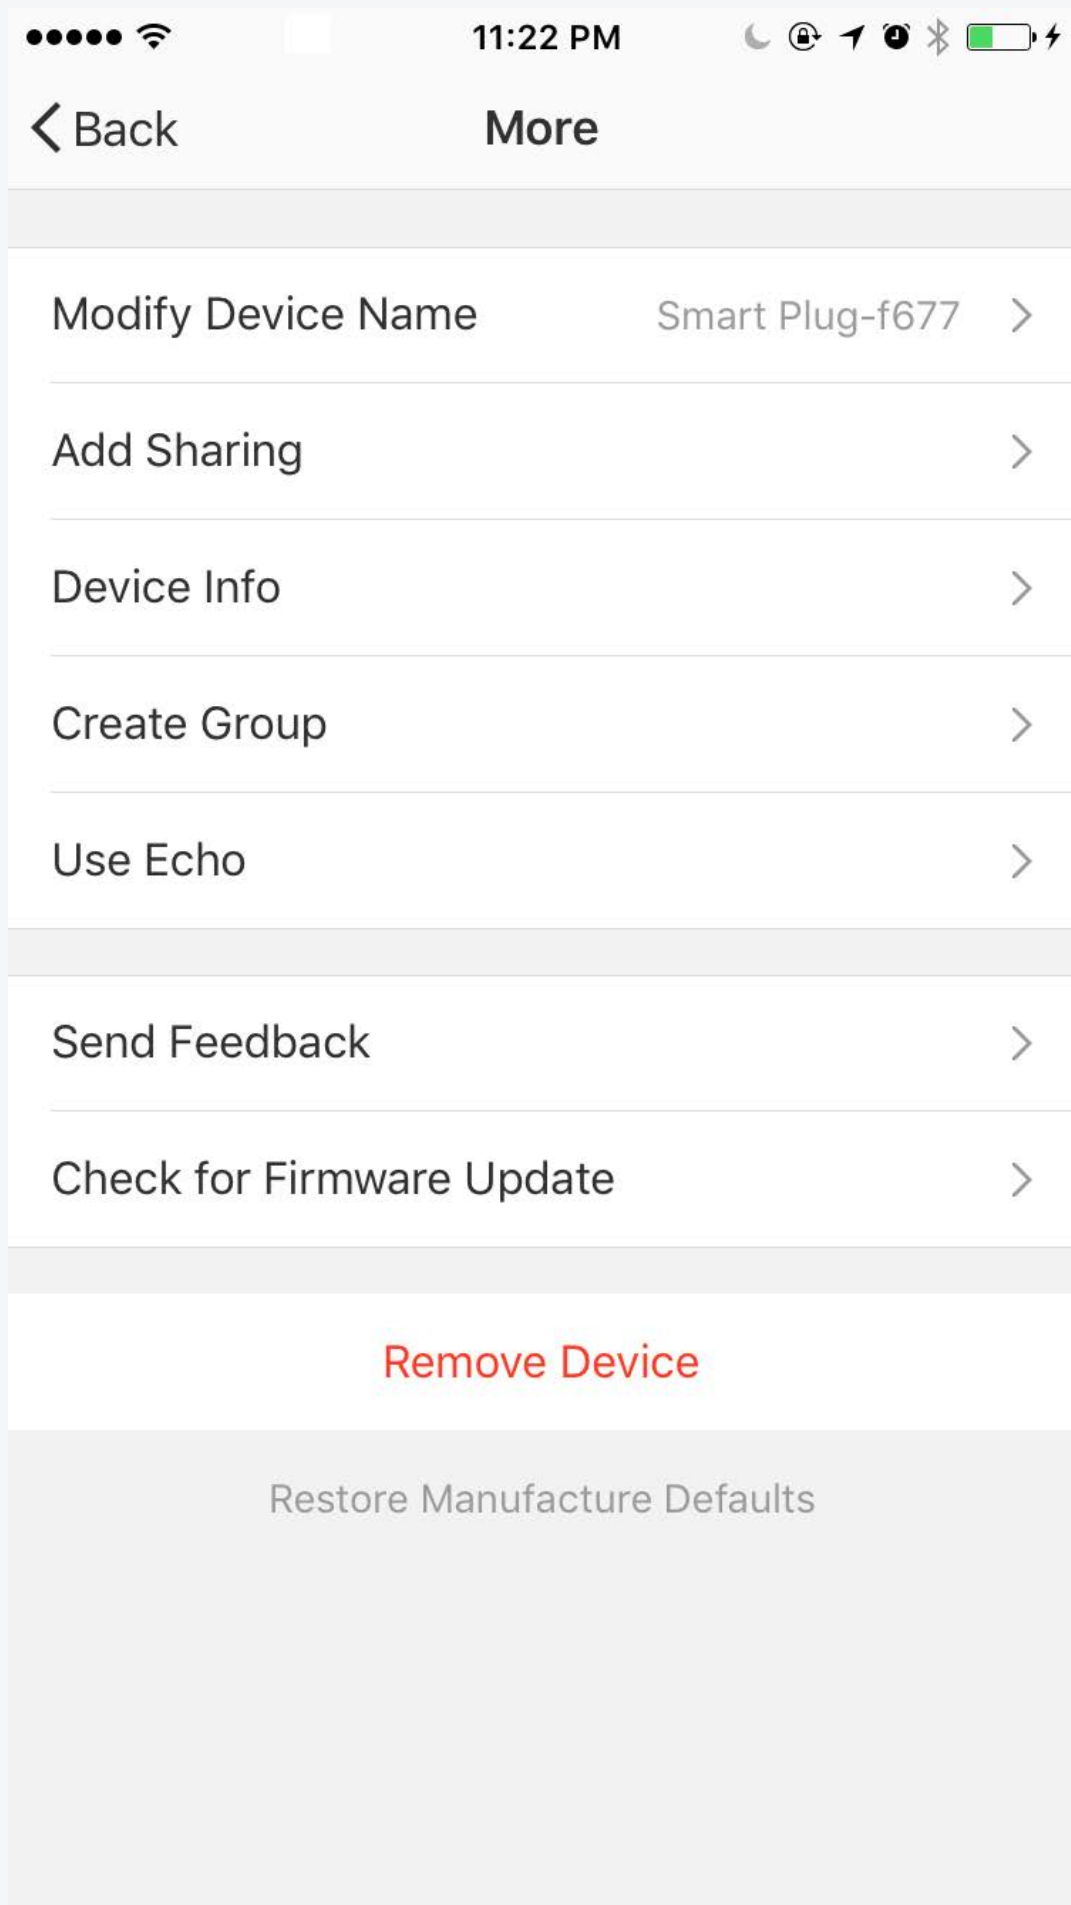 11:22 PM
Back
More
Modify Device Name Smart Plug-f677
Add Sharing
Device Info
Create Group
Use Echo
Send Feedback
Check for Firmware Update
Remove Device
Restore Manufacture Defaults